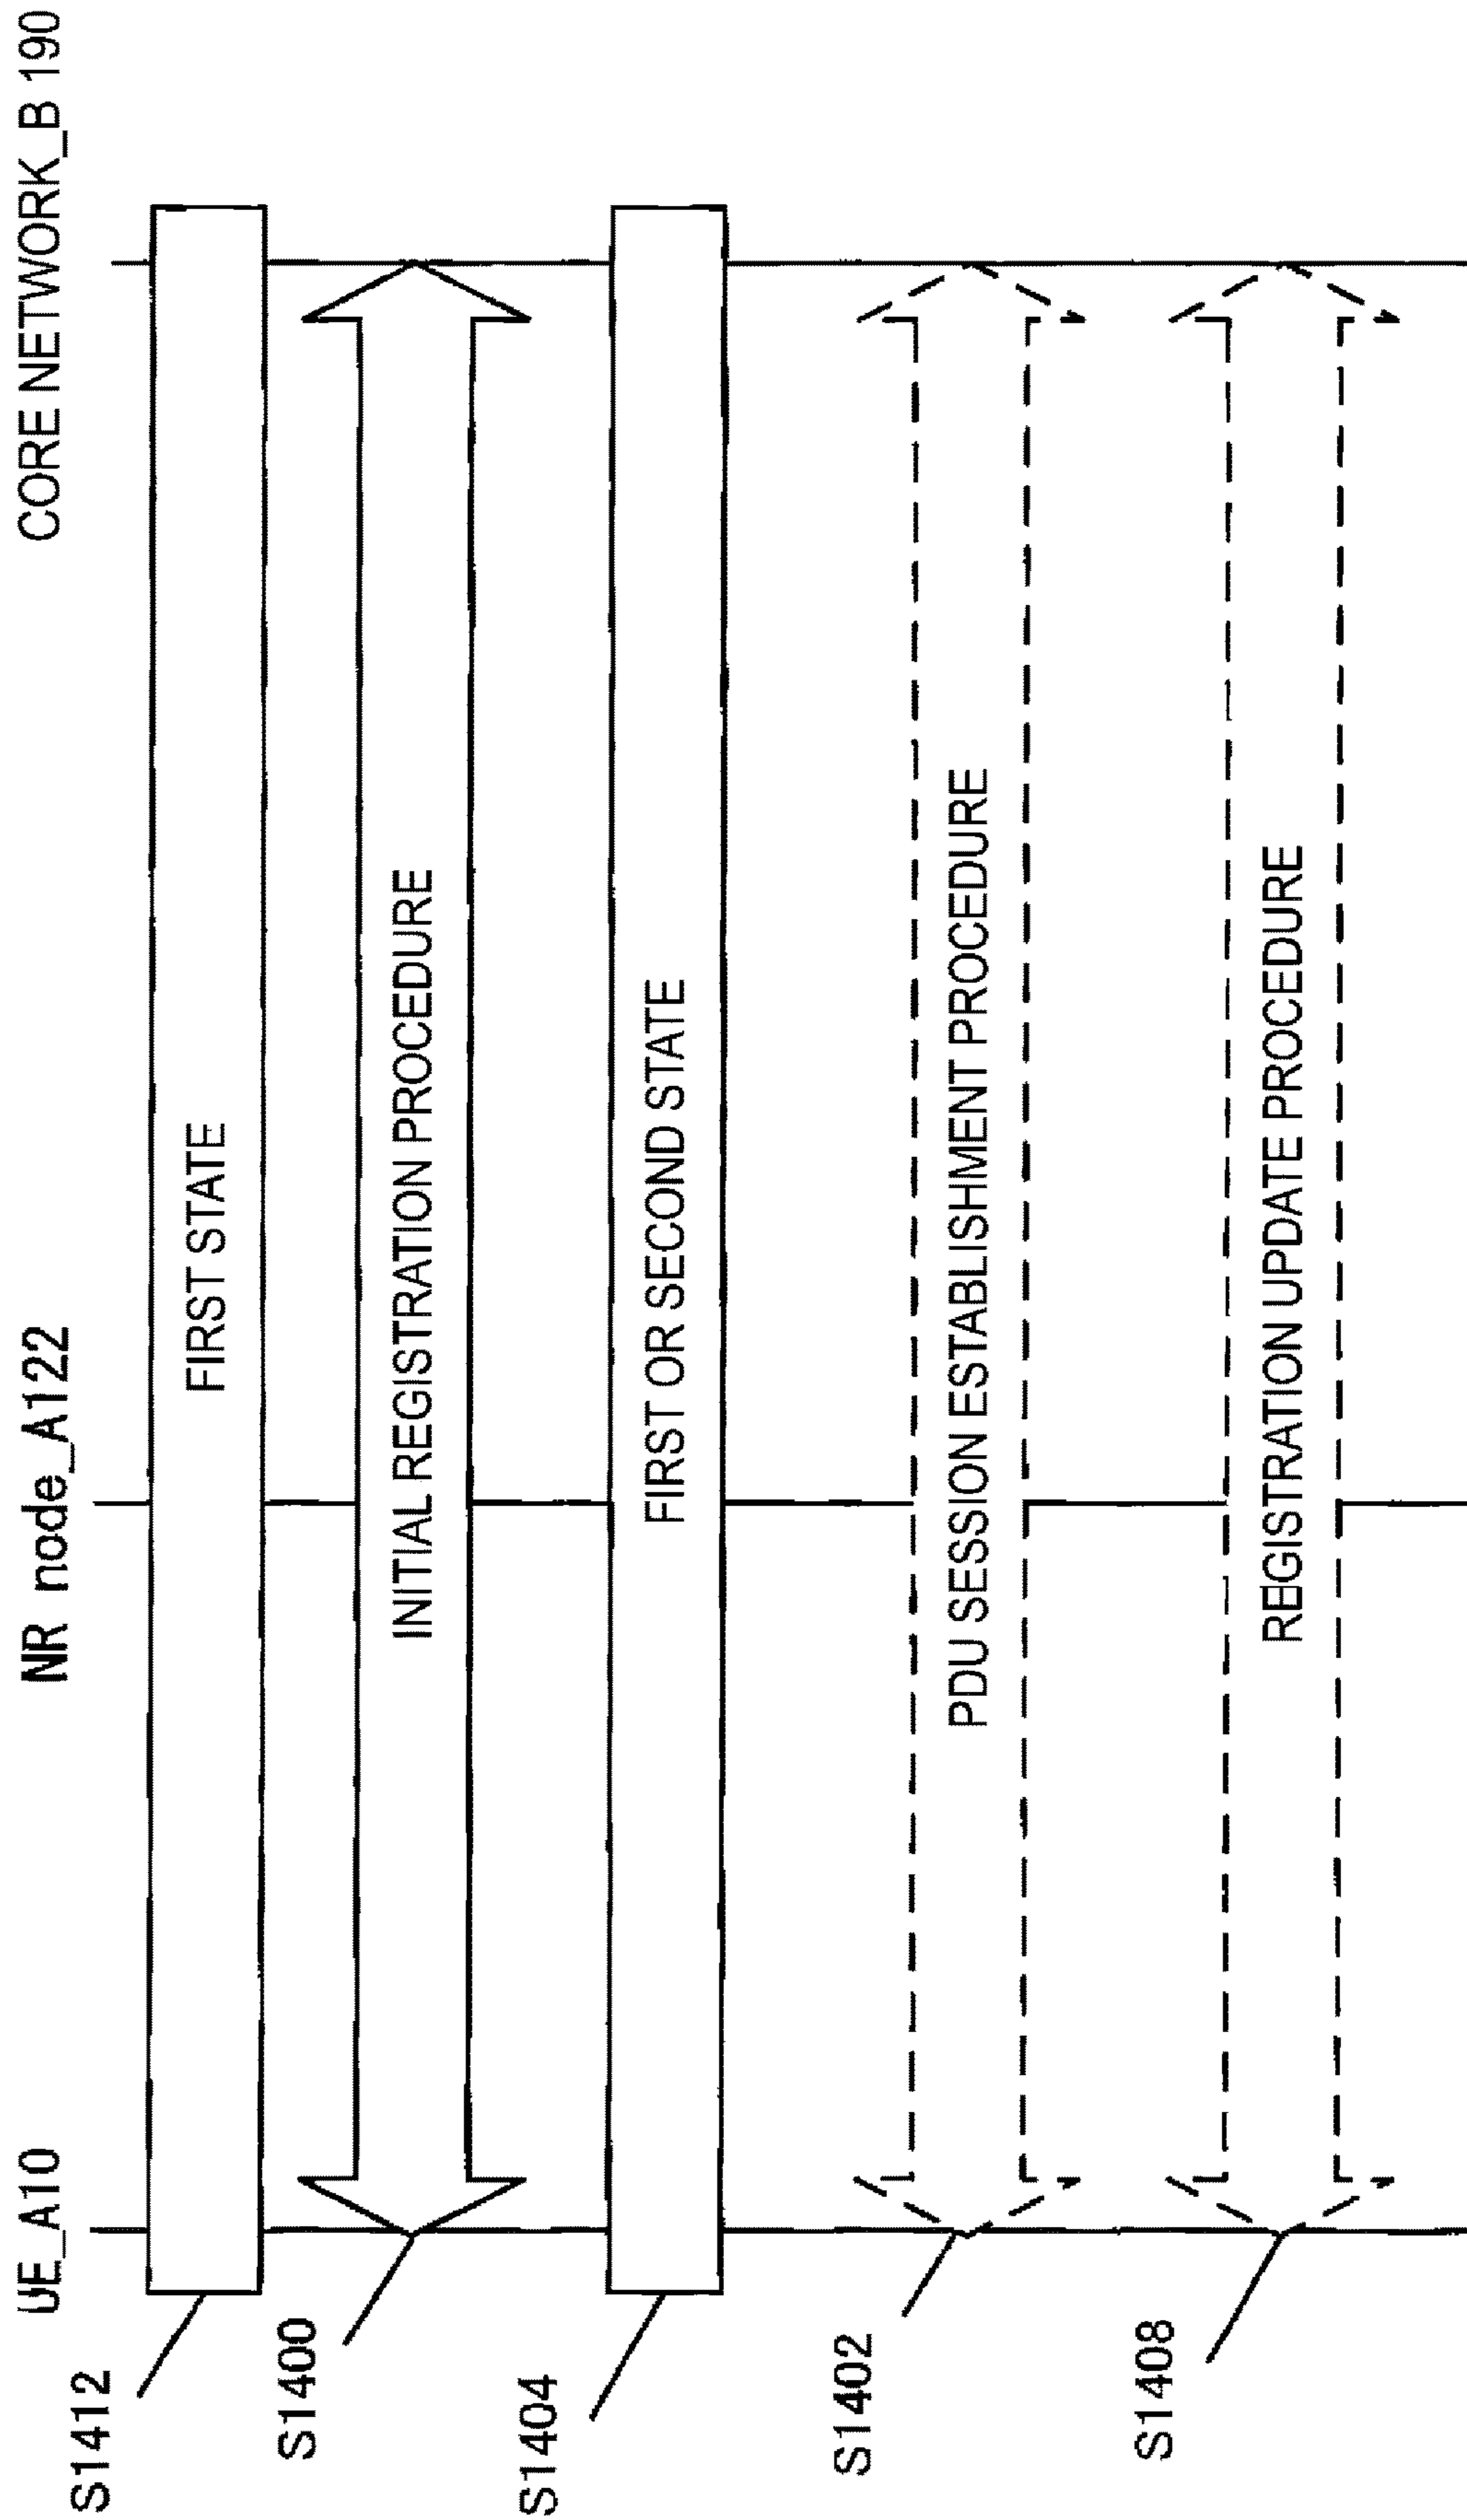 UE_A10
NR node_A122
CORE NETWORK_B 190
S1412
FIRST STATE
S1400
INITIAL REGISTRATION PROCEDURE
S1404
FIRST OR SECOND STATE
S1402
PDU SESSION ESTABLISHMENT PROCEDURE
S1408
REGISTRATION UPDATE PROCEDURE